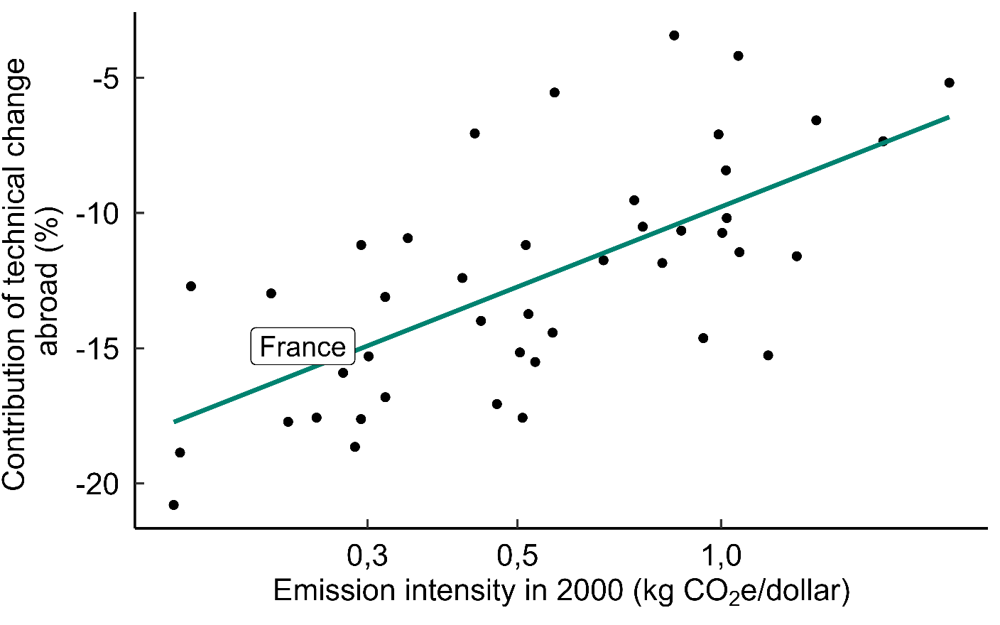 Contribution of technical change
abroad (%)
-5
-10
-15
-20
France
0,3
0,5
1,0
Emission intensity in 2000 (kg CO₂e/dollar)